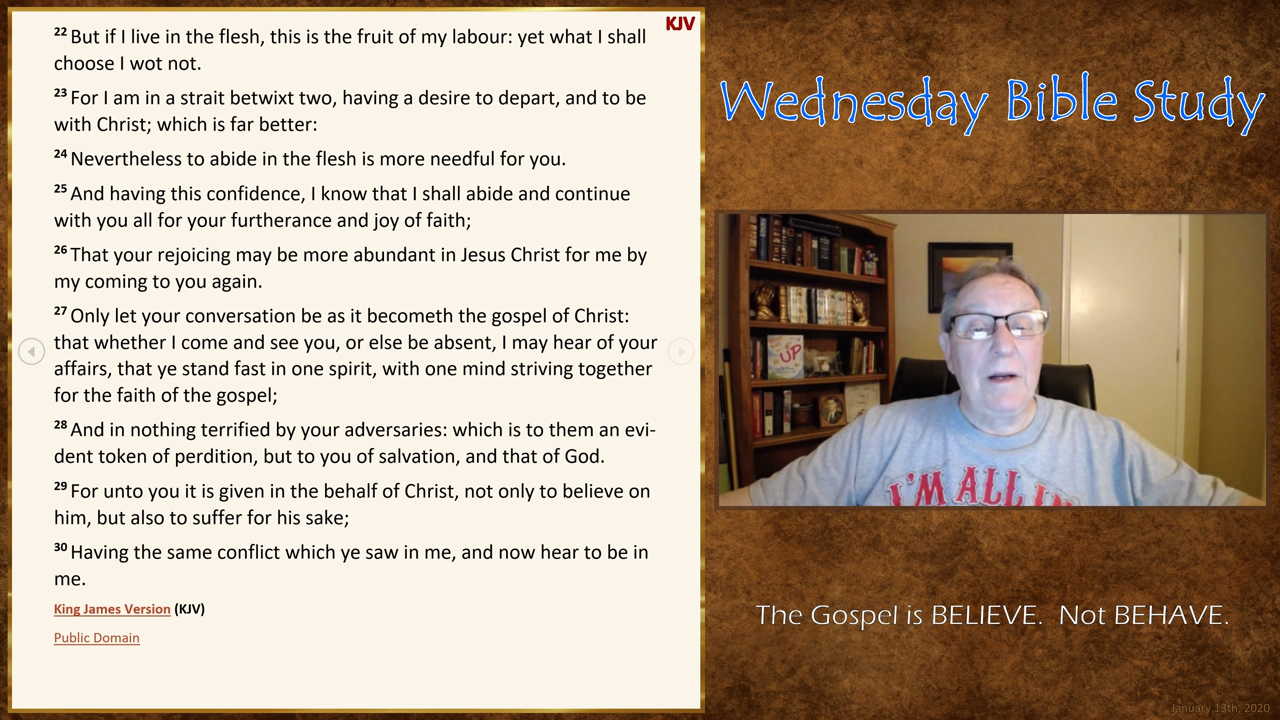 KJV
22 But if I live in the flesh, this is the fruit of my labour: yet what I shall
choose I wot not.
23 For I am in a strait betwixt two, having a desire to depart, and to be
with Christ; which is far better:
24 Nevertheless to abide in the flesh is more needful for you.
25 And having this confidence, I know that I shall abide and continue
with you all for your furtherance and joy of faith;
26 That your rejoicing may be more abundant in Jesus Christ for me by
my coming to you again.
27 Only let your conversation be as it becometh the gospel of Christ:
that whether I come and see you, or else be absent, I may hear of your
affairs, that ye stand fast in one spirit, with one mind striving together
for the faith of the gospel;
28 And in nothing terrified by your adversaries: which is to them an evi-
dent token of perdition, but to you of salvation, and that of God.
29 For unto you it is given in the behalf of Christ, not only to believe on
him, but also to suffer for his sake;
30 Having the same conflict which ye saw in me, and now hear to be in
me.
King James Version (KJV)
Public Domain
Wednesday Bible Study
UP
I'M ALL IN
The Gospel is BELIEVE. Not BEHAVE.
January 13th, 2020